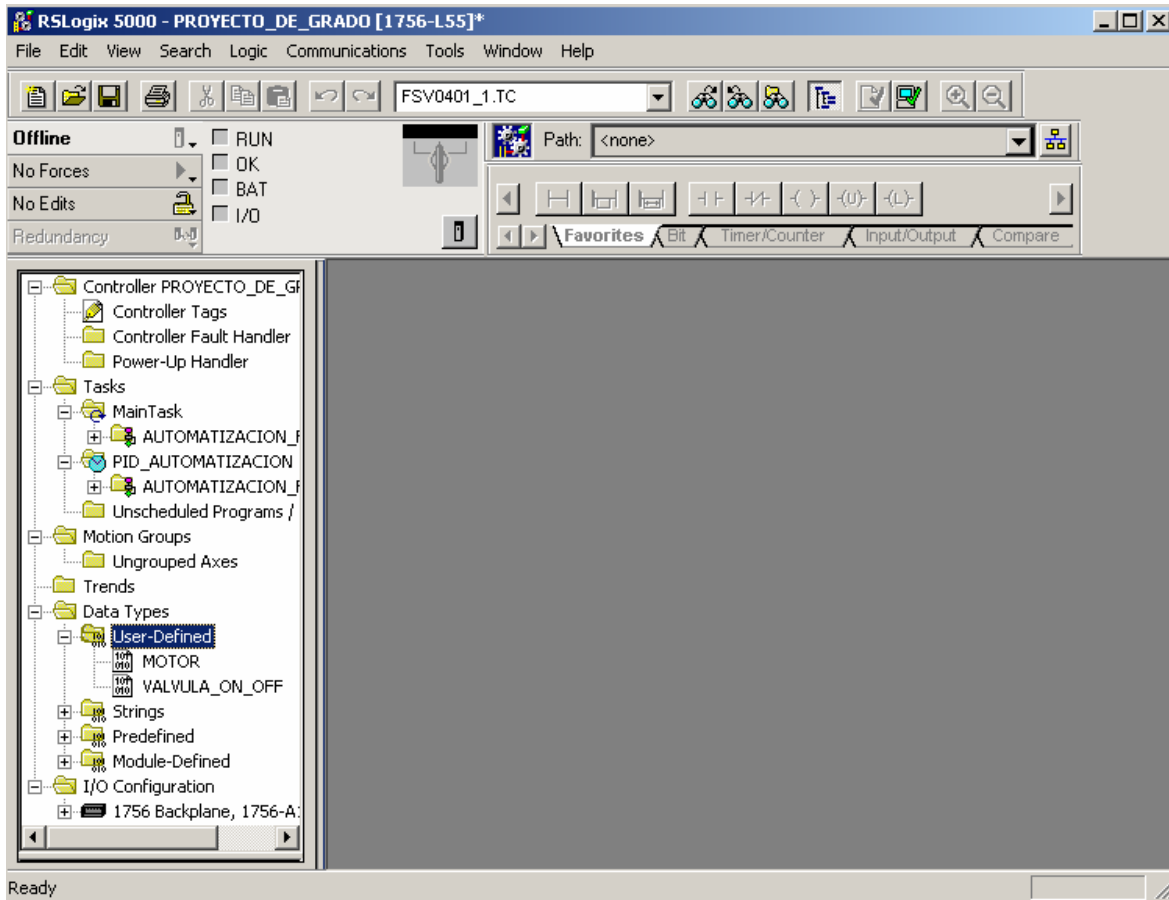 RSLogix 5000 - PROYECTO_DE_GRADO [1756-L55]*
File Edit View Search Logic Communications Tools Window Help
FSV0401_1.TC
Offline
RUN
Path: <none>
No Forces
OK
BAT
No Edits
I/O
Redundancy
Favorites Bit Timer/Counter Input/Output Compare
Controller PROYECTO_DE_GR
Controller Tags
Controller Fault Handler
Power-Up Handler
Tasks
MainTask
AUTOMATIZACION_
PID_AUTOMATIZACION
AUTOMATIZACION_
Unscheduled Programs /
Motion Groups
Ungrouped Axes
Trends
Data Types
User-Defined
MOTOR
VALVULA_ON_OFF
Strings
Predefined
Module-Defined
I/O Configuration
1756 Backplane, 1756-A
Ready